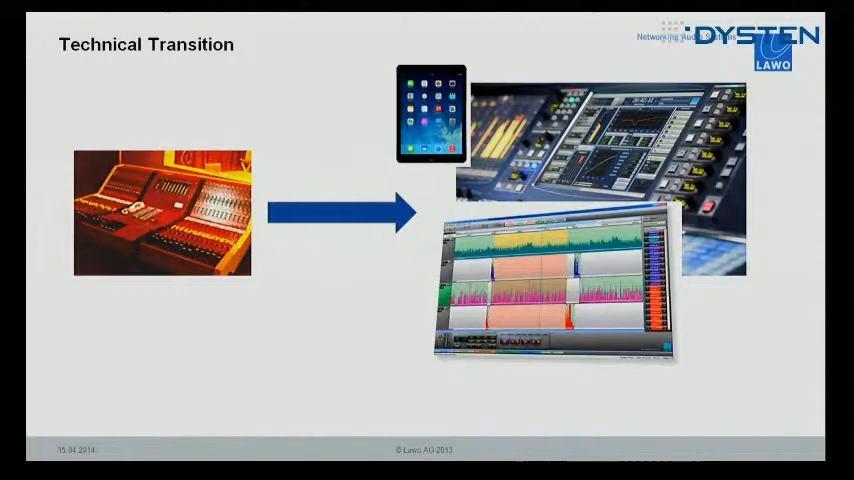 Technical Transition
Networking Audio Systems
DYSTEN
LAWO
15.04.2014
© Lawo AG 2013